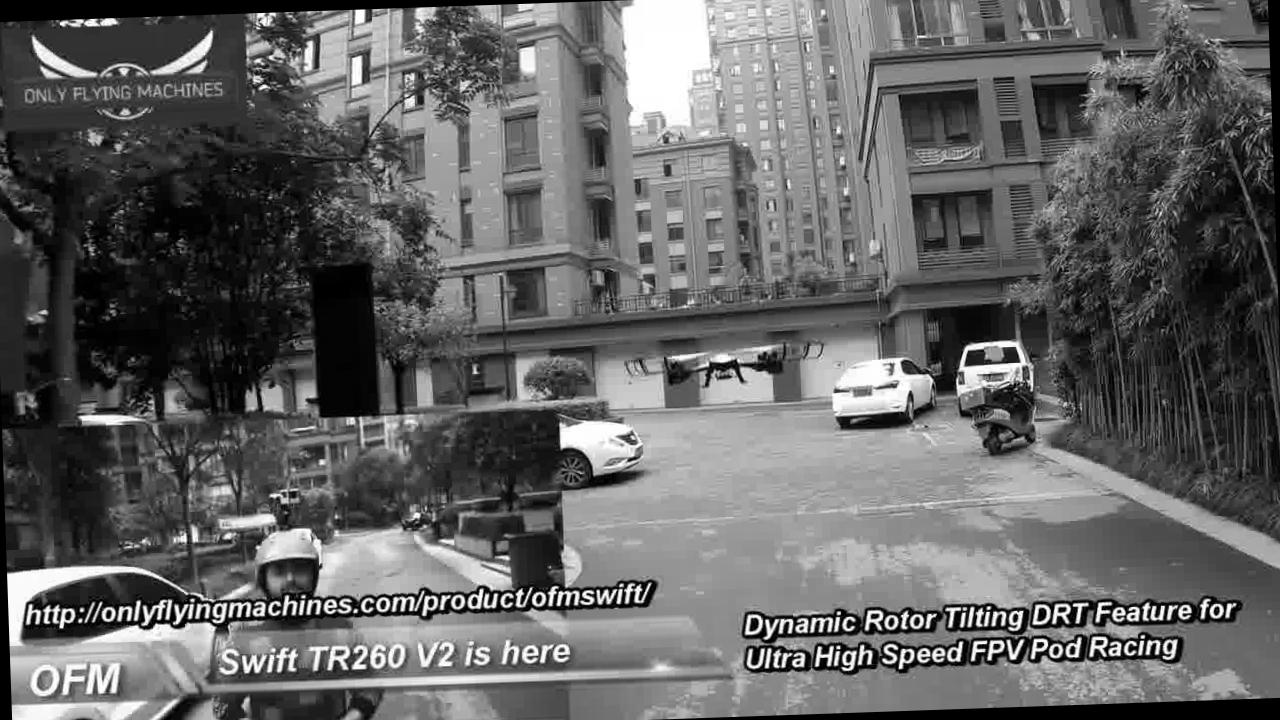 ONLY FLYING MACHINES
http://onlyflyingmachines.com/product/ofmswift/
OFM
Swift TR260 V2 is here
Dynamic Rotor Tilting DRT Feature for
Ultra High Speed FPV Pod Racing